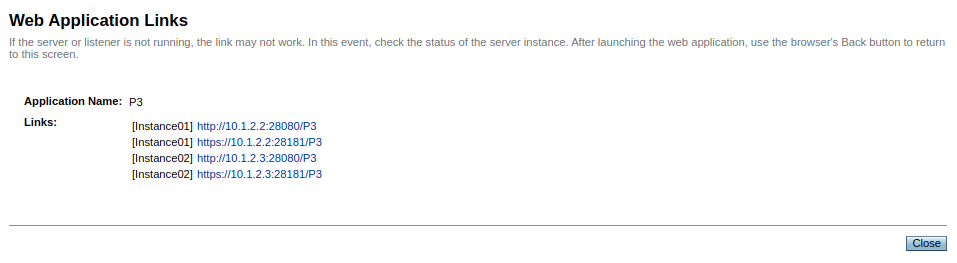 Web Application Links
If the server or listener is not running, the link may not work. In this event, check the status of the server instance. After launching the web application, use the browser's Back button to return
to this screen.
Application Name: P3
Links:
[Instance01] http://10.1.2.2:28080/P3
[Instance01] https://10.1.2.2:28181/P3
[Instance02] http://10.1.2.3:28080/P3
[Instance02] https://10.1.2.3:28181/P3
Close